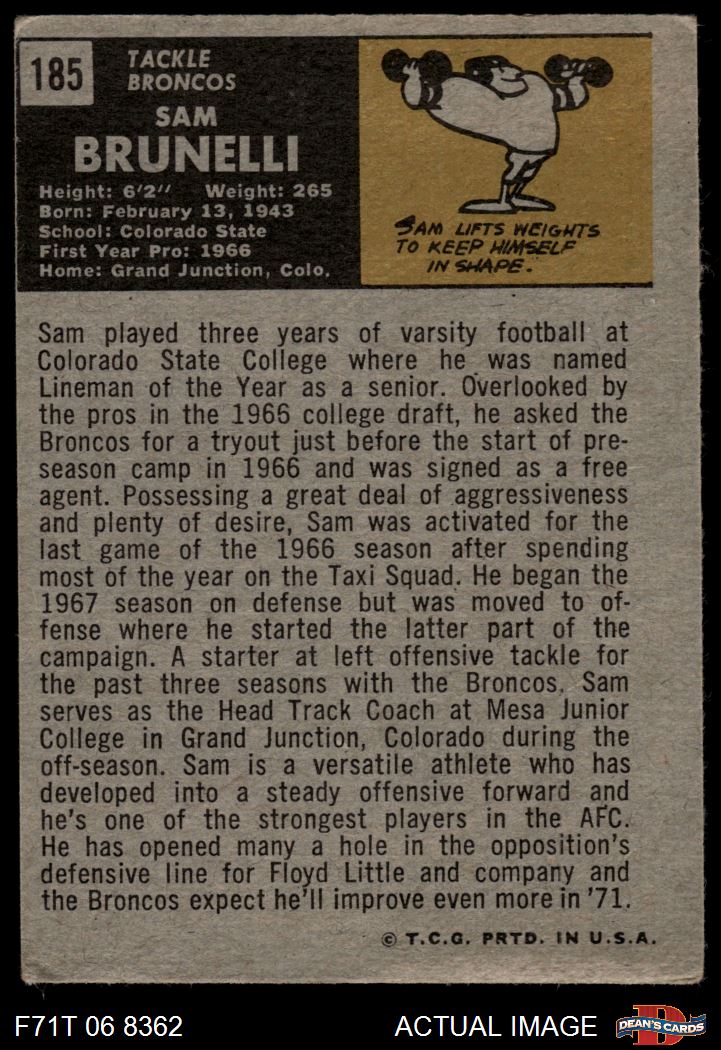 185
TACKLE
BRONCOS
SAM
BRUNELLI
Height: 6'2" Weight: 265
Born: February 13, 1943
School: Colorado State
First Year Pro: 1966
Home: Grand Junction, Colo.
SAM LIFTS WEIGHTS
TO KEEP HIMSELF
IN SHAPE.
Sam played three years of varsity football at
Colorado State College where he was named
Lineman of the Year as a senior. Overlooked by
the pros in the 1966 college draft, he asked the
Broncos for a tryout just before the start of pre-
season camp in 1966 and was signed as a free
agent. Possessing a great deal of aggressiveness
and plenty of desire, Sam was activated for the
last game of the 1966 season after spending
most of the year on the Taxi Squad. He began the
1967 season on defense but was moved to of-
fense where he started the latter part of the
campaign. A starter at left offensive tackle for
the past three seasons with the Broncos, Sam
serves as the Head Track Coach at Mesa Junior
College in Grand Junction, Colorado during the
off-season. Sam is a versatile athlete who has
developed into a steady offensive forward and
he's one of the strongest players in the AFC.
He has opened many a hole in the opposition's
defensive line for Floyd Little and company and
the Broncos expect he'll improve even more in '71.
© T.C.G. PRTD. IN U.S.A.
F71T 06 8362
ACTUAL IMAGE
DEAN'S CARDS